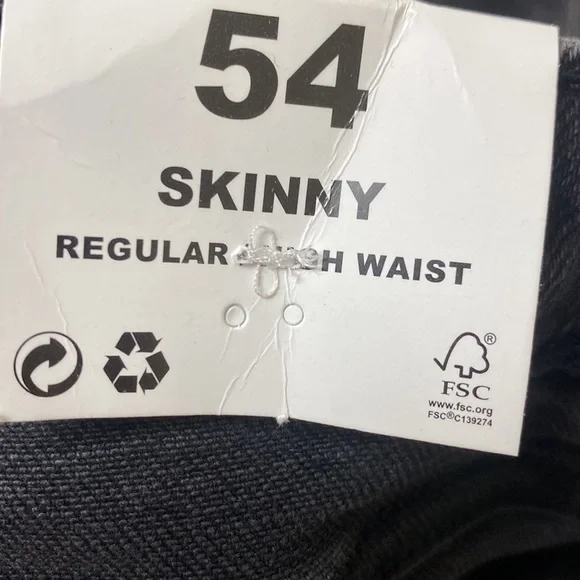 54
SKINNY
REGULAR H WAIST
FSC
www.fsc.org
FSC®C139274